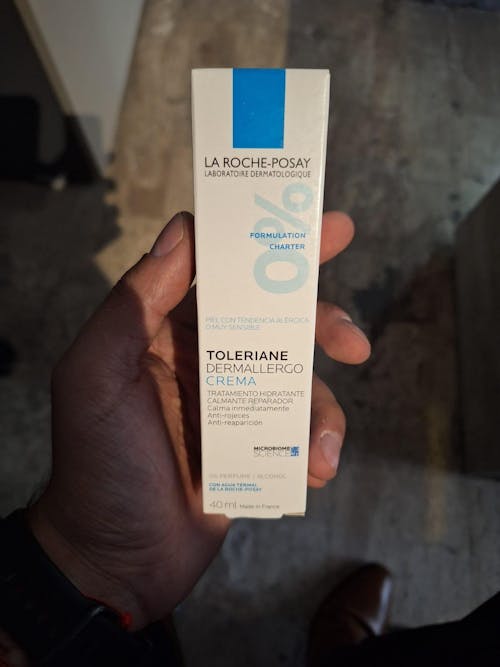 LA ROCHE-POSAY
LABORATOIRE DERMATOLOGIQUE
0%
FORMULATION
CHARTER
PIEL CON TENDENCIA ALÉRGICA
O MUY SENSIBLE
TOLERIANE
DERMALLERGO
CREMA
TRATAMIENTO HIDRATANTE
CALMANTE REPARADOR
Calma inmediatamente
Anti-rojeces
Anti-reaparición
MICROBIOME
SCIENCE
0% PERFUME | ALCOHOL
CON AGUA TERMAL
DE LA ROCHE-POSAY
40 ml Made in France